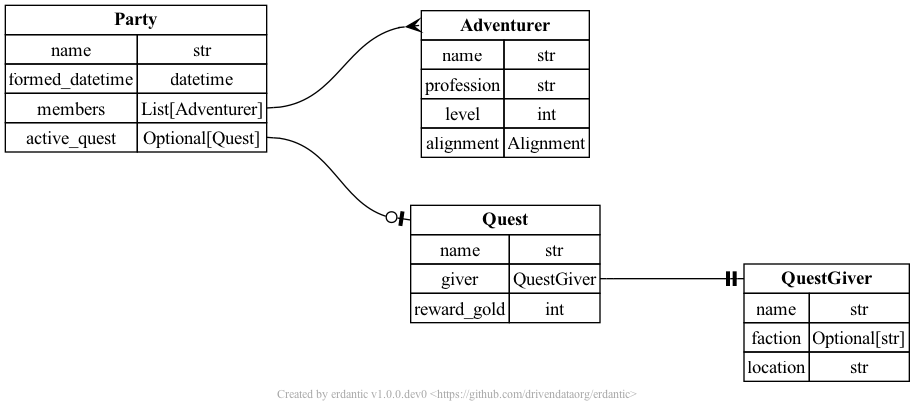 Party
name str
formed_datetime datetime
members List[Adventurer]
active_quest Optional[Quest]
Adventurer
name str
profession str
level int
alignment Alignment
Quest
name str
giver QuestGiver
reward_gold int
QuestGiver
name str
faction Optional[str]
location str
Created by erdantic v1.0.0.dev0 <https://github.com/drivendataorg/erdantic>